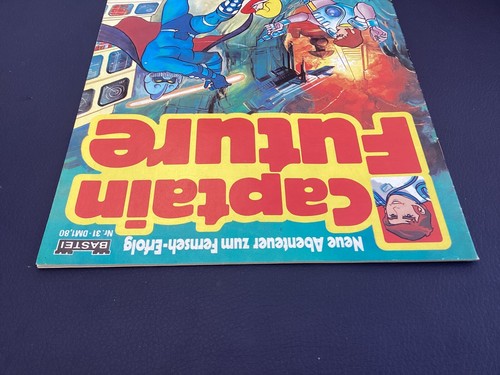 Neue Abenteuer zum Fernseh-Erfolg
BASTEI
Nr. 31-DM 1,80
Captain
Future